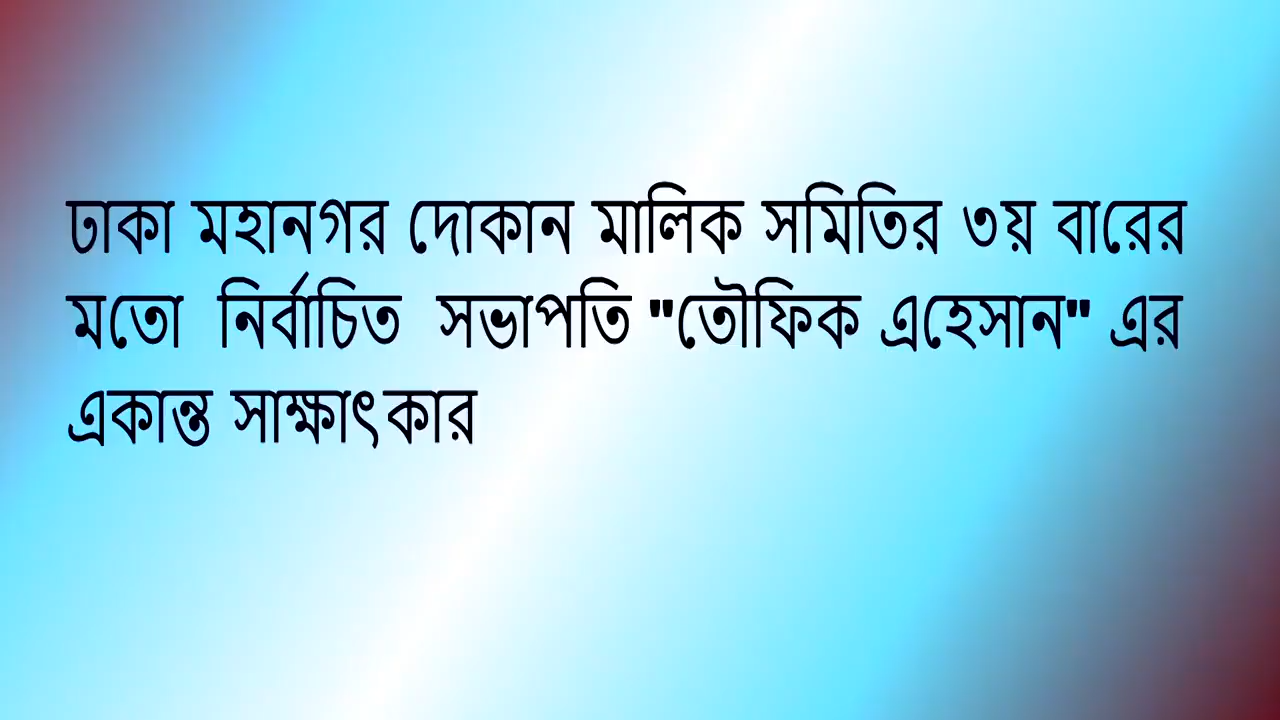 ঢাকা মহানগর দোকান মালিক সমিতির ৩য় বারের
মতো নির্বাচিত সভাপতি "তৌফিক এহেসান" এর
একান্ত সাক্ষাৎকার